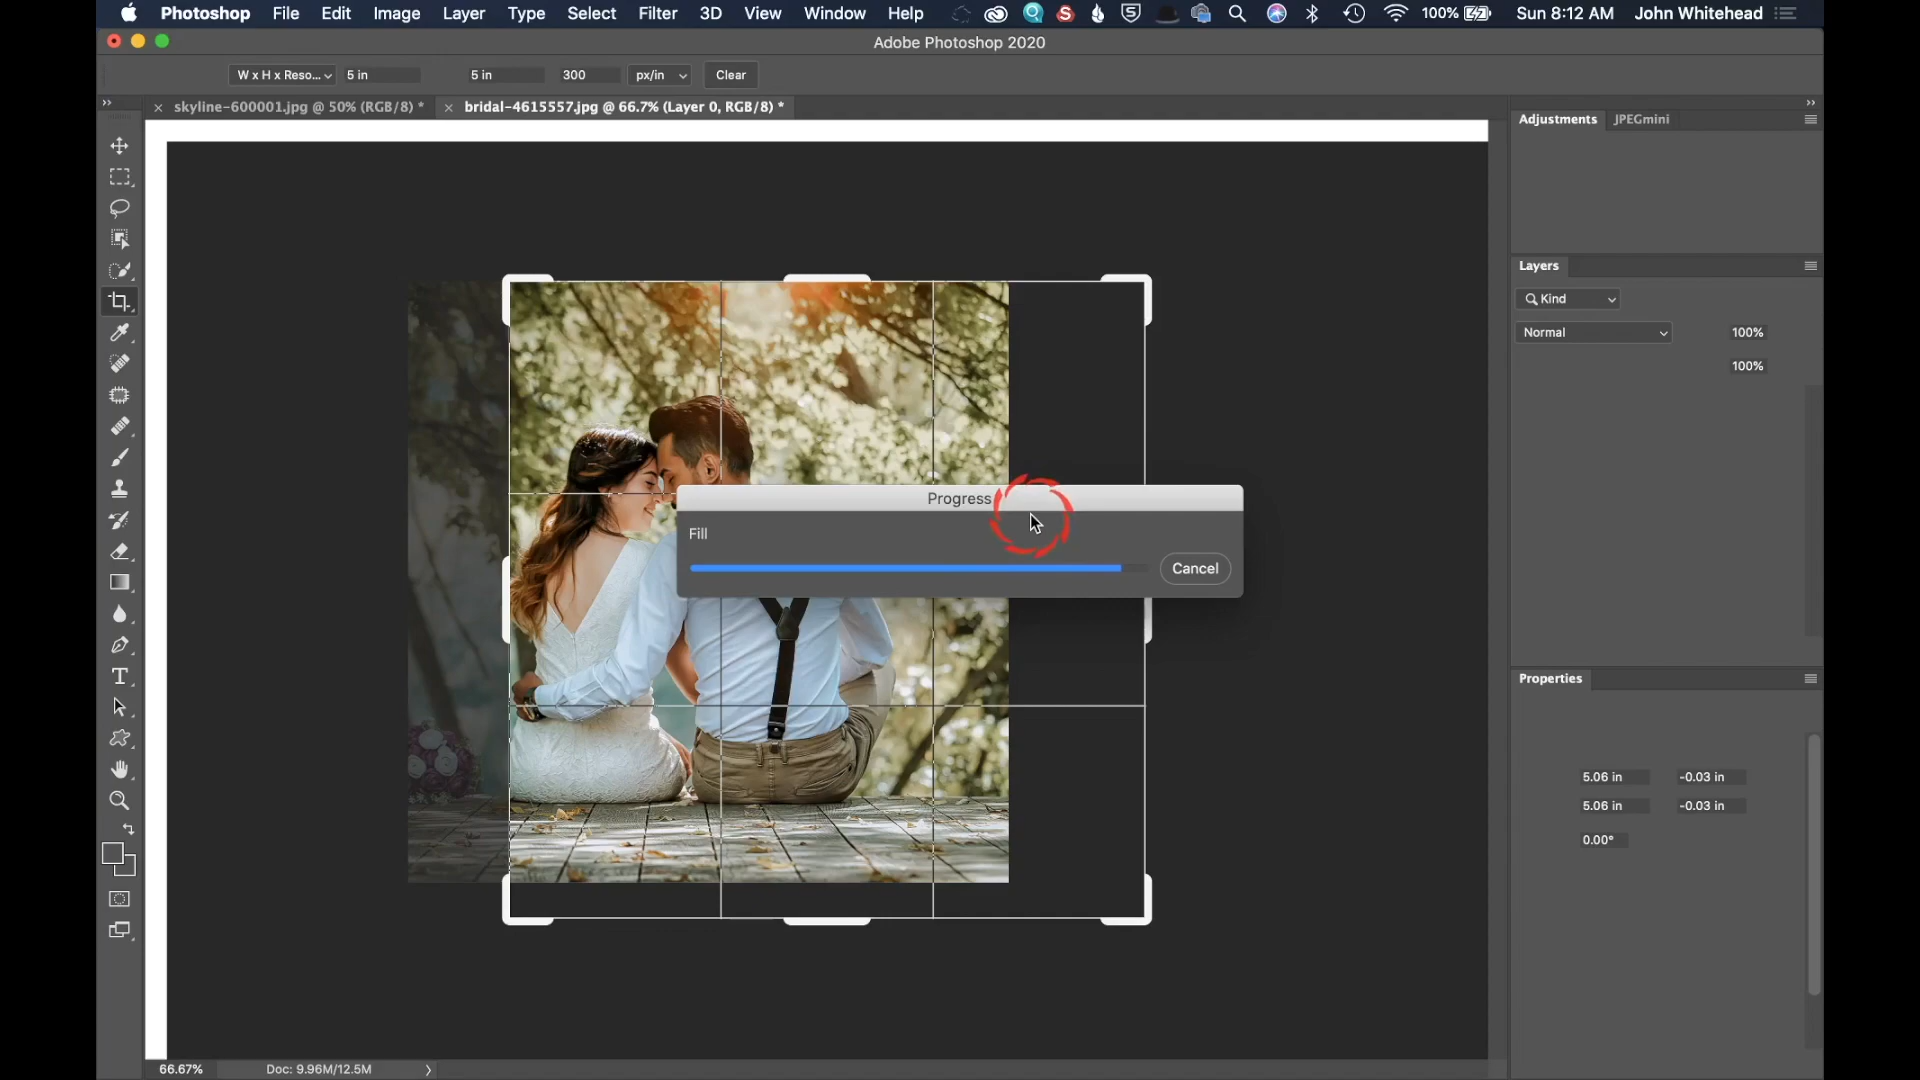 Photoshop File Edit Image Layer Type Select Filter 3D View Window Help 100% Sun 8:12 AM John Whitehead
Adobe Photoshop 2020
W x H x Reso... 5 in 5 in 300 px/in Clear
skyline-600001.jpg @ 50% (RGB/8) * bridal-4615557.jpg @ 66.7% (Layer 0, RGB/8) *
Adjustments JPEGmini
Layers
Kind
Normal 100%
100%
Progress
Fill
Cancel
Properties
5.06 in -0.03 in
5.06 in -0.03 in
0.00°
66.67% Doc: 9.96M/12.5M